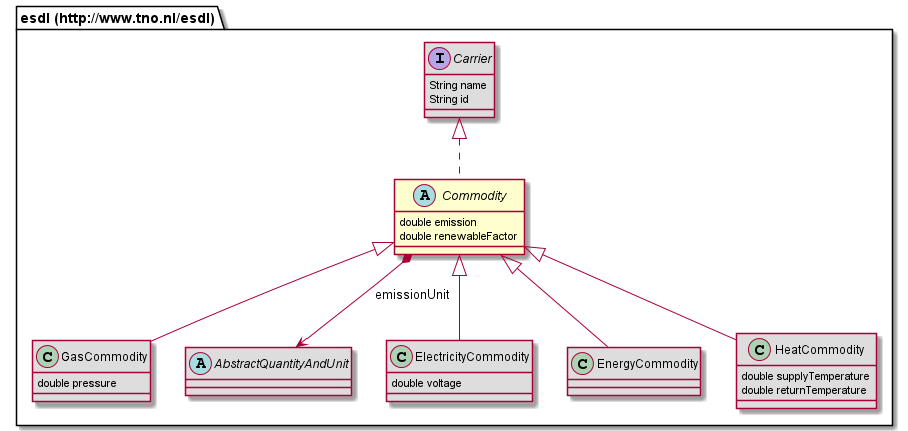 esdl (http://www.tno.nl/esdl)
I Carrier
String name
String id
A Commodity
double emission
double renewableFactor
emissionUnit
C GasCommodity
double pressure
A AbstractQuantityAndUnit
C ElectricityCommodity
double voltage
C EnergyCommodity
C HeatCommodity
double supplyTemperature
double returnTemperature